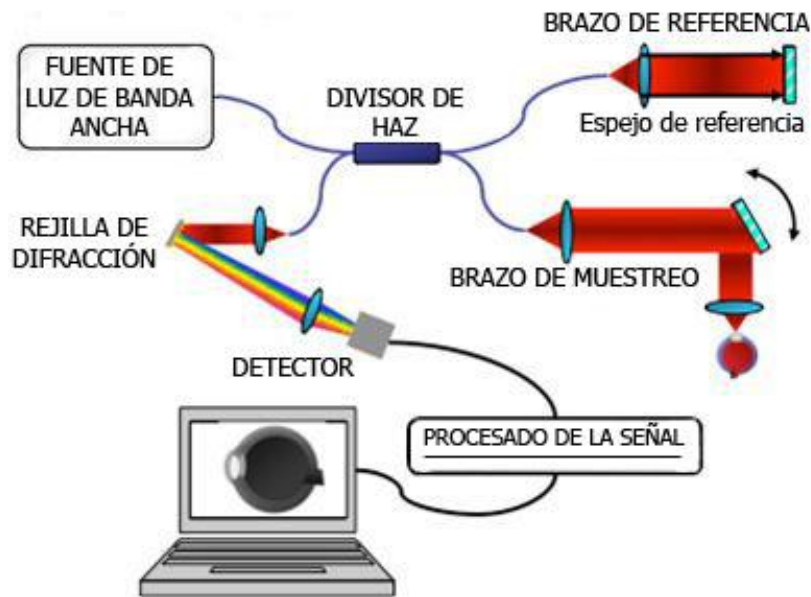 BRAZO DE REFERENCIA
FUENTE DE
LUZ DE BANDA
ANCHA
DIVISOR DE
HAZ
Espejo de referencia
REJILLA DE
DIFRACCIÓN
BRAZO DE MUESTREO
DETECTOR
PROCESADO DE LA SEÑAL